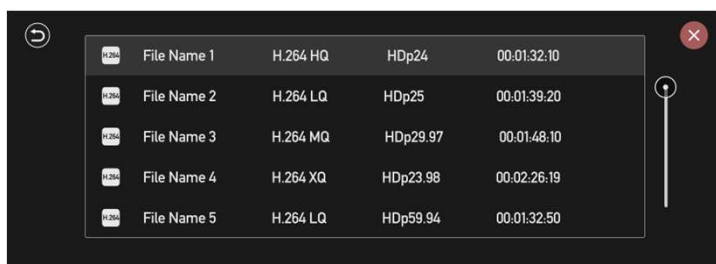 H.264 File Name 1 H.264 HQ HDp24 00:01:32:10
H.264 File Name 2 H.264 LQ HDp25 00:01:39:20
H.264 File Name 3 H.264 MQ HDp29.97 00:01:48:10
H.264 File Name 4 H.264 XQ HDp23.98 00:02:26:19
H.264 File Name 5 H.264 LQ HDp59.94 00:01:32:50